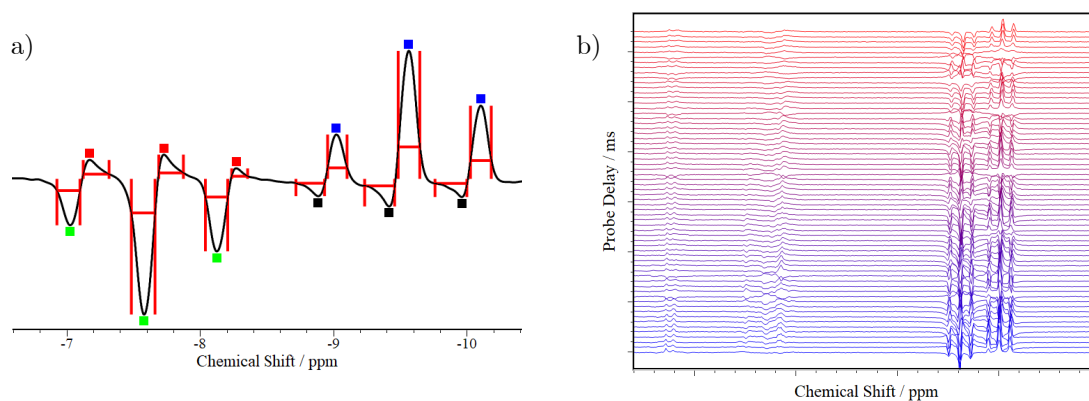 a)
-7
-8
-9
-10
Chemical Shift / ppm
b)
Probe Delay / ms
Chemical Shift / ppm